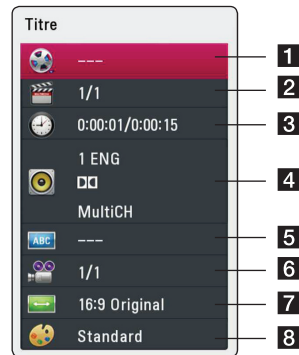 Titre
--- 1
1/1 2
0:00:01/0:00:15 3
1 ENG
MultiCH
4
ABC --- 5
1/1 6
16:9 Original 7
Standard 8